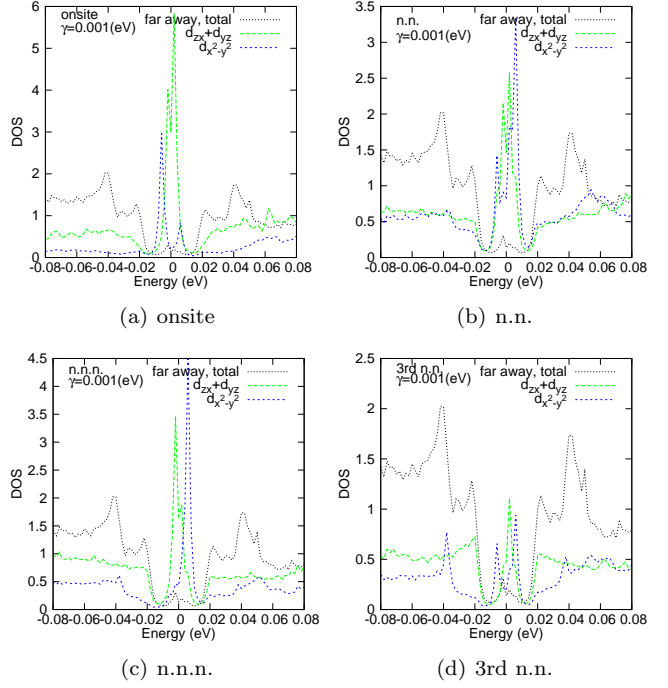 onsite
γ=0.001(eV)
far away, total
d_zx+d_yz
d_x²-y²
DOS
6
5
4
3
2
1
0
-0.08 -0.06 -0.04 -0.02 0 0.02 0.04 0.06 0.08
Energy (eV)
(a) onsite
n.n.
γ=0.001(eV)
far away, total
d_zx+d_yz
d_x²-y²
DOS
3.5
3
2.5
2
1.5
1
0.5
0
-0.08 -0.06 -0.04 -0.02 0 0.02 0.04 0.06 0.08
Energy (eV)
(b) n.n.
n.n.n.
γ=0.001(eV)
far away, total
d_zx+d_yz
d_x²-y²
DOS
4.5
4
3.5
3
2.5
2
1.5
1
0.5
0
-0.08 -0.06 -0.04 -0.02 0 0.02 0.04 0.06 0.08
Energy (eV)
(c) n.n.n.
3rd n.n.
γ=0.001(eV)
far away, total
d_zx+d_yz
d_x²-y²
DOS
2.5
2
1.5
1
0.5
0
-0.08 -0.06 -0.04 -0.02 0 0.02 0.04 0.06 0.08
Energy (eV)
(d) 3rd n.n.